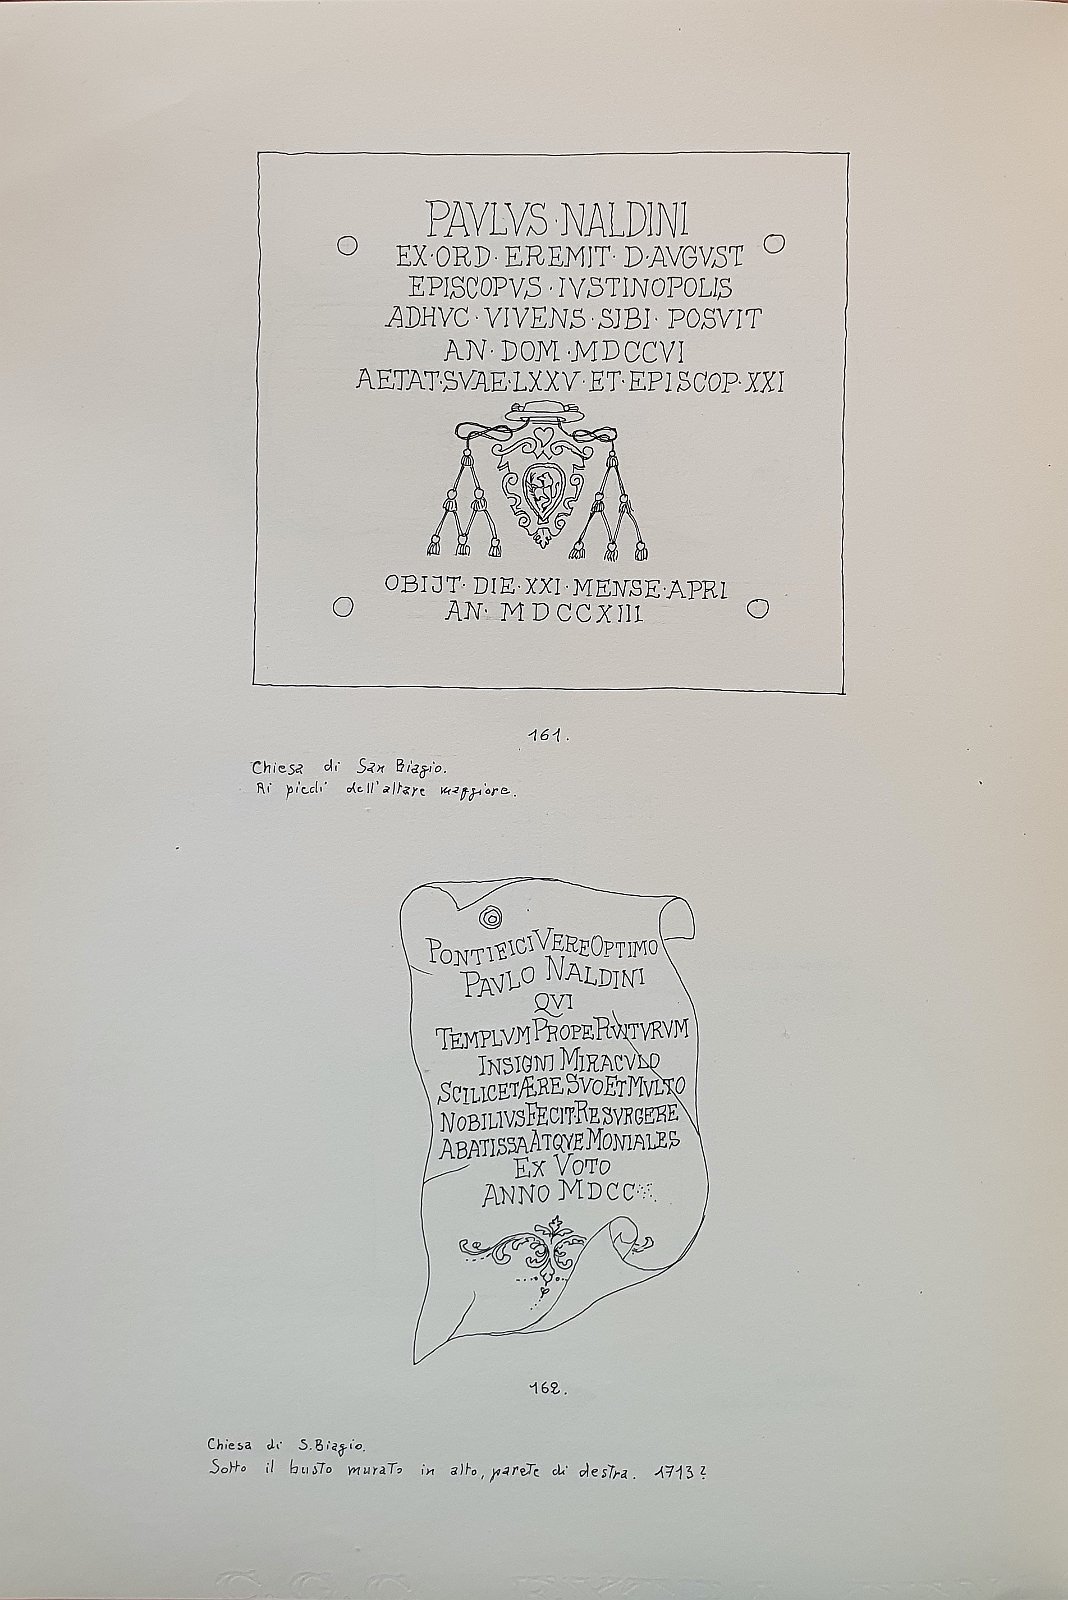 PAVLVS·NALDINI
EX·ORD·EREMIT·D·AVGVST
EPISCOPVS·IVSTINOPOLIS
ADHVC·VIVENS·SIBI·POSVIT
AN·DOM·MDCCVI
AETAT·SVAE·LXXV·ET·EPISCOP·XXI
OBIJT·DIE·XXI·MENSE·APRI
AN·MDCCXIII
161.
Chiesa di San Biagio.
Ai piedi dell'altare maggiore.
PONTIFICI VERE OPTIMO
PAVLO NALDINI
QVI
TEMPLVM PROPE RVITVRVM
INSIGNI MIRACVLO
SCILICET ÆRE SVO ET MVLTO
NOBILIVS FECIT RESVRGERE
ABATISSA ATQVE MONIALES
EX VOTO
ANNO MDCC
162.
Chiesa di S. Biagio.
Sotto il busto murato in alto, parete di destra. 1713?